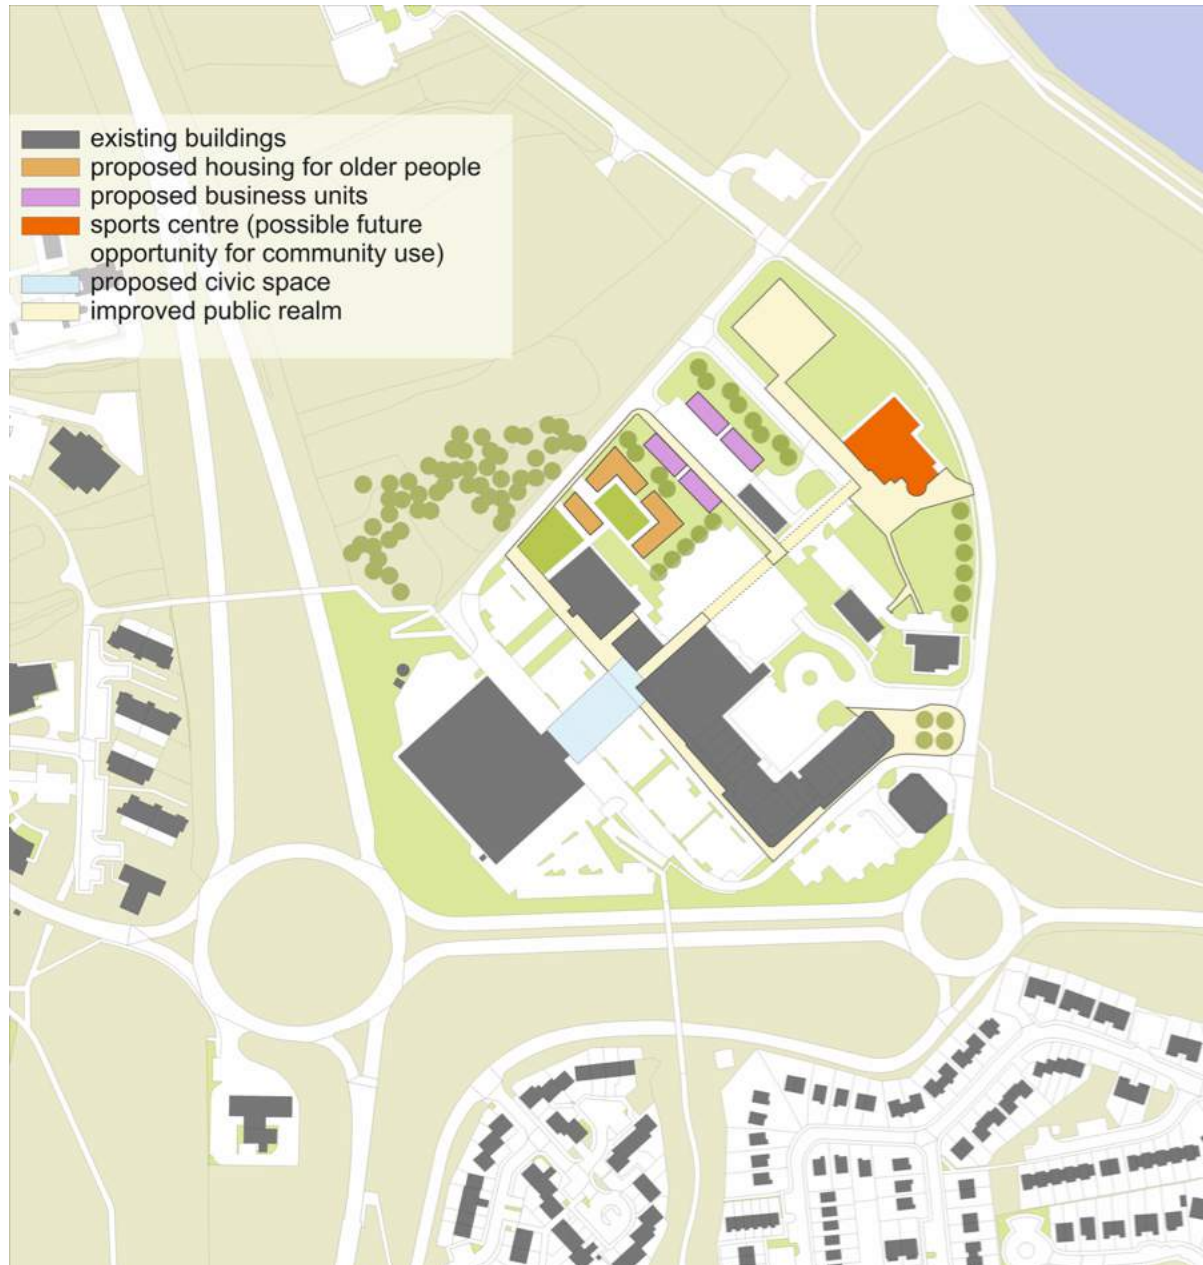 existing buildings
proposed housing for older people
proposed business units
sports centre (possible future
opportunity for community use)
proposed civic space
improved public realm